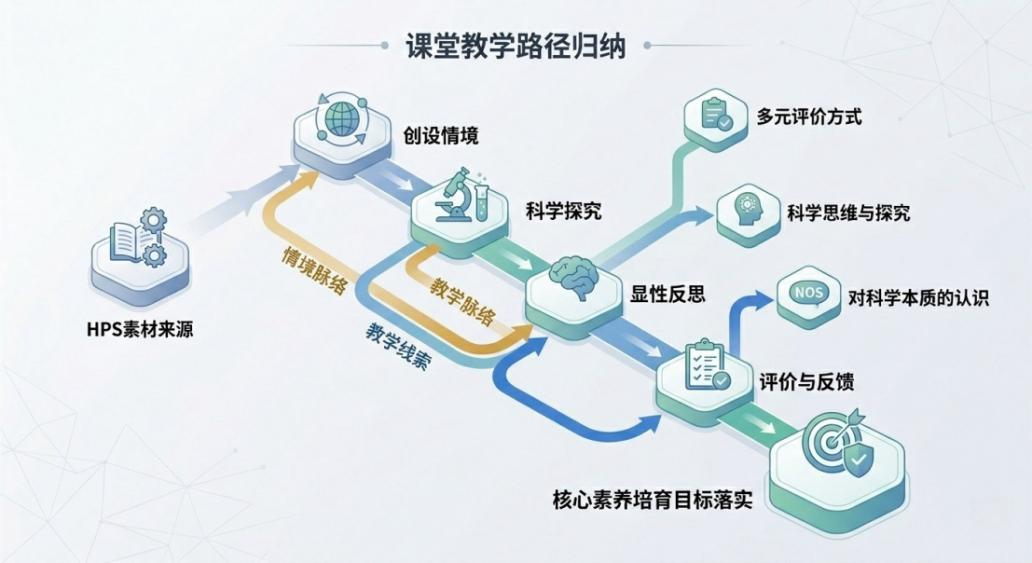 课堂教学路径归纳
创设情境
多元评价方式
科学探究
科学思维与探究
HPS素材来源
情境脉络
教学脉络
教学线索
显性反思
NOS
对科学本质的认识
评价与反馈
核心素养培育目标落实